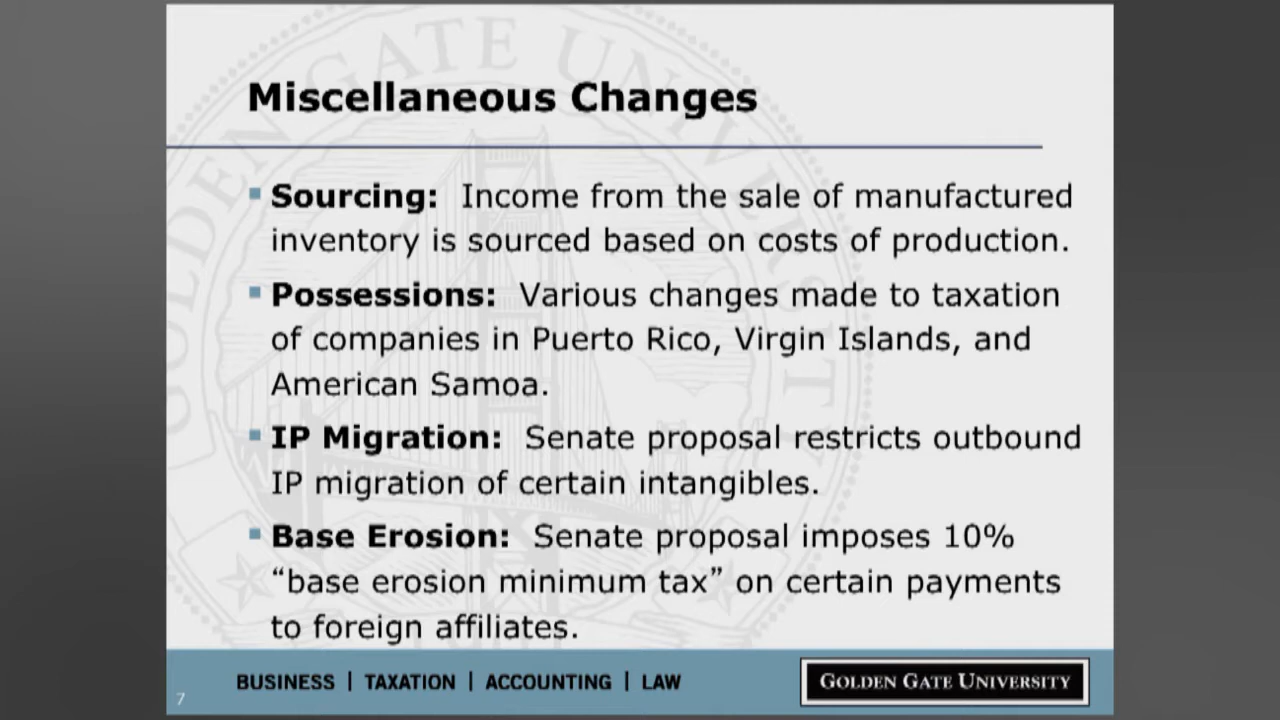 Miscellaneous Changes
▪ Sourcing: Income from the sale of manufactured
inventory is sourced based on costs of production.
▪ Possessions: Various changes made to taxation
of companies in Puerto Rico, Virgin Islands, and
American Samoa.
▪ IP Migration: Senate proposal restricts outbound
IP migration of certain intangibles.
▪ Base Erosion: Senate proposal imposes 10%
“base erosion minimum tax” on certain payments
to foreign affiliates.
7 BUSINESS | TAXATION | ACCOUNTING | LAW
GOLDEN GATE UNIVERSITY
GOLDEN GATE UNIVERSITY